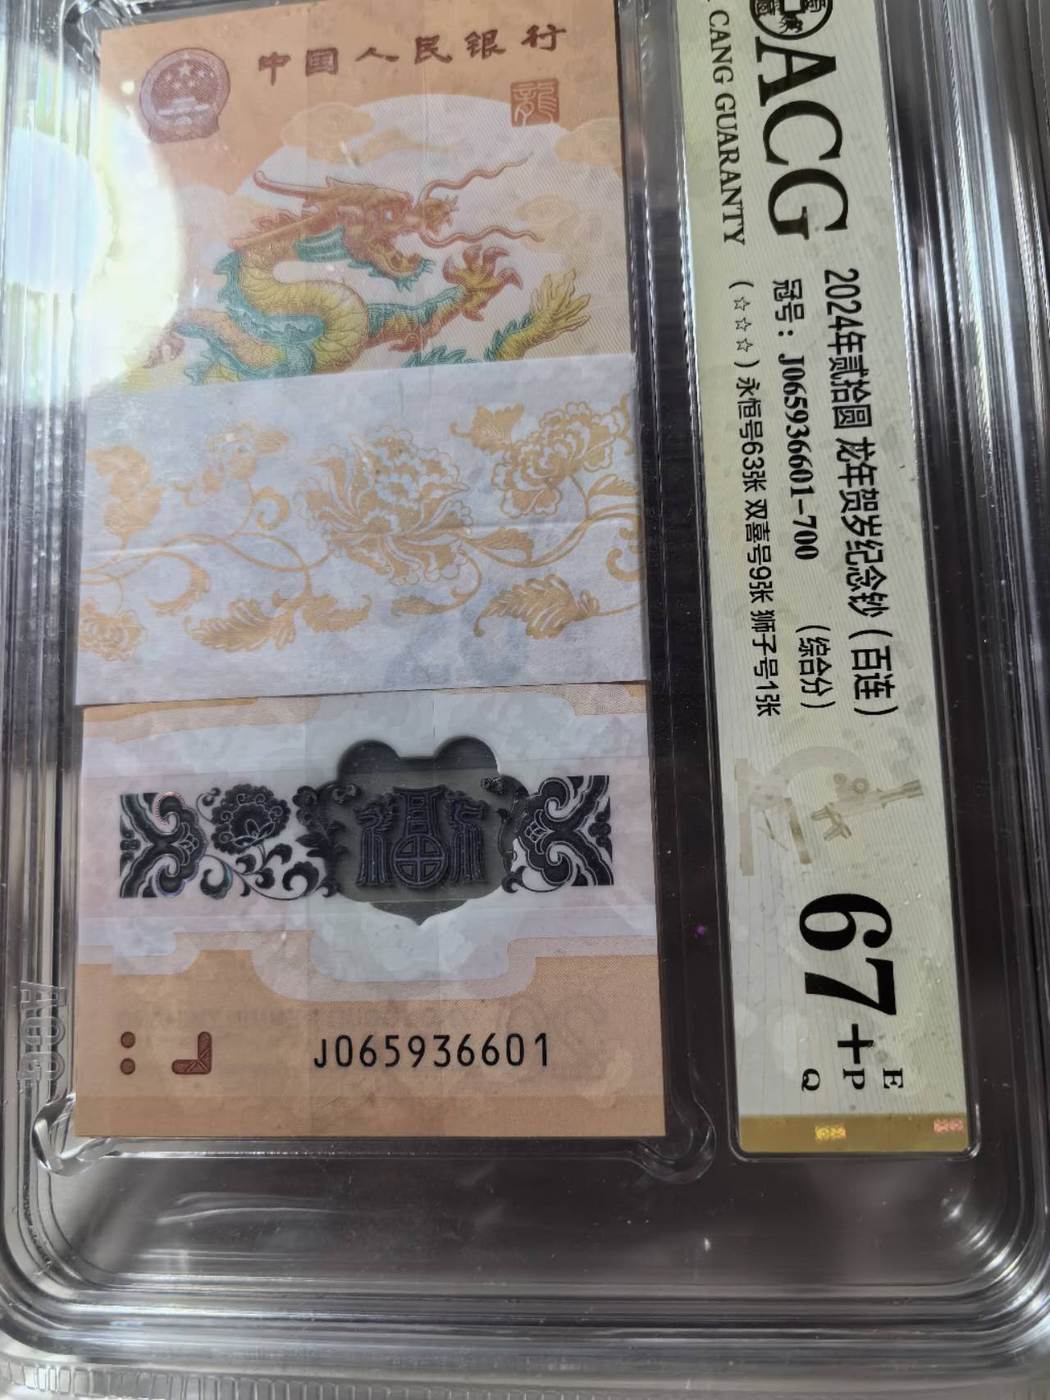 中国人民银行
龍
J065936601
ACG
CANG GUARANTY
2024年贰拾圆 龙年贺岁纪念钞（百连）
冠号：J065936601-700 （综合分）
（☆☆☆）永恒号63张 双喜号9张 狮子号1张
67+
E
P
Q